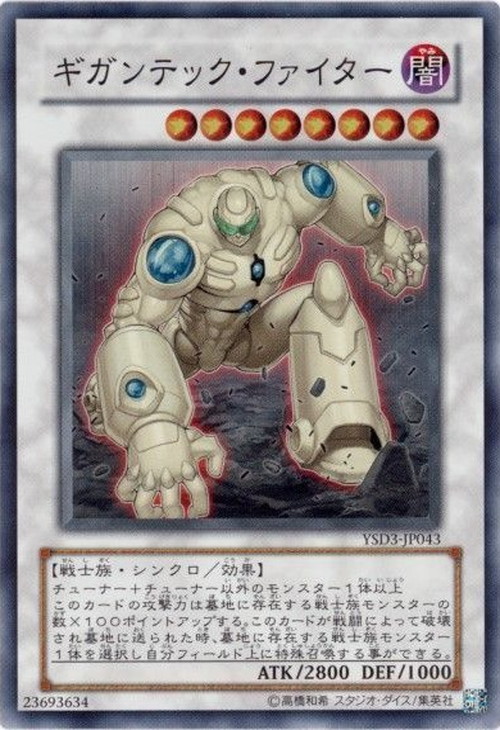 ギガンテック・ファイター 闇
YSD3-JP043
【戦士族・シンクロ/効果】
チューナー+チューナー以外のモンスター1体以上
このカードの攻撃力は墓地に存在する戦士族モンスターの
数×100ポイントアップする。このカードが戦闘によって破壊
され墓地に送られた時、墓地に存在する戦士族モンスター
1体を選択し自分フィールド上に特殊召喚する事ができる。
ATK/2800 DEF/1000
23693634 ©高橋和希 スタジオ・ダイス/集英社